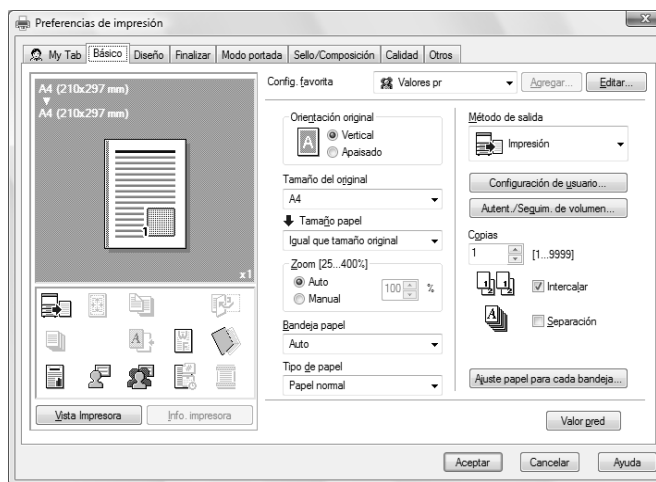 Preferencias de impresión
My Tab Básico Diseño Finalizar Modo portada Sello/Composición Calidad Otros
A4 (210x297 mm)
A4 (210x297 mm)
1
x1
Vista Impresora Info. impresora
Config. favorita Valores pr Agregar... Editar...
Orientación original
A
Vertical
Apaisado
Tamaño del original
A4
Tamaño papel
Igual que tamaño original
Zoom [25...400%]
Auto
Manual
100 %
Bandeja papel
Auto
Tipo de papel
Papel normal
Método de salida
Impresión
Configuración de usuario...
Autent./Seguim. de volumen...
Copias
1 [1...9999]
Intercalar
Separación
Ajuste papel para cada bandeja...
Valor pred
Aceptar Cancelar Ayuda